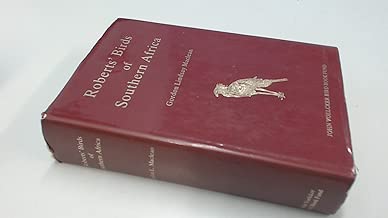 Roberts' Birds
of
Southern Africa
Gordon Lindsay Maclean
JOHN VOELCKER BIRD BOOK FUND
Roberts' Birds
of
Southern Africa